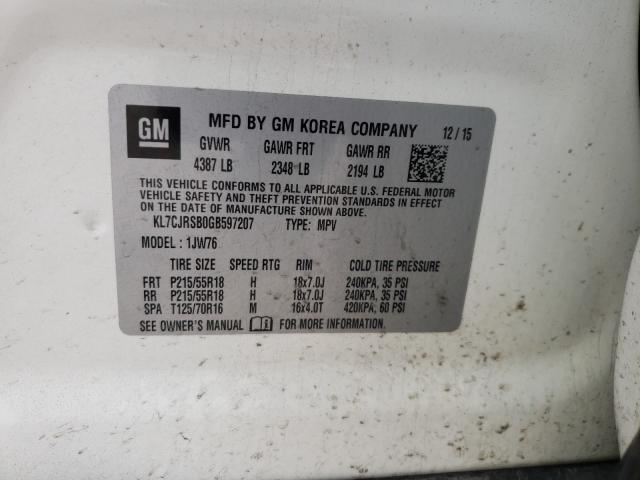 GM
MFD BY GM KOREA COMPANY 12/15
GVWR GAWR FRT GAWR RR
4387 LB 2348 LB 2194 LB
THIS VEHICLE CONFORMS TO ALL APPLICABLE U.S. FEDERAL MOTOR
VEHICLE SAFETY AND THEFT PREVENTION STANDARDS IN EFFECT ON
THE DATE OF MANUFACTURE SHOWN ABOVE.
KL7CJRSB0GB597207 TYPE: MPV
MODEL: 1JW76
TIRE SIZE SPEED RTG RIM COLD TIRE PRESSURE
FRT P215/55R18 H 18x7.0J 240KPA, 35 PSI
RR P215/55R18 H 18x7.0J 240KPA, 35 PSI
SPA T125/70R16 M 16x4.0T 420KPA, 60 PSI
SEE OWNER'S MANUAL FOR MORE INFORMATION.